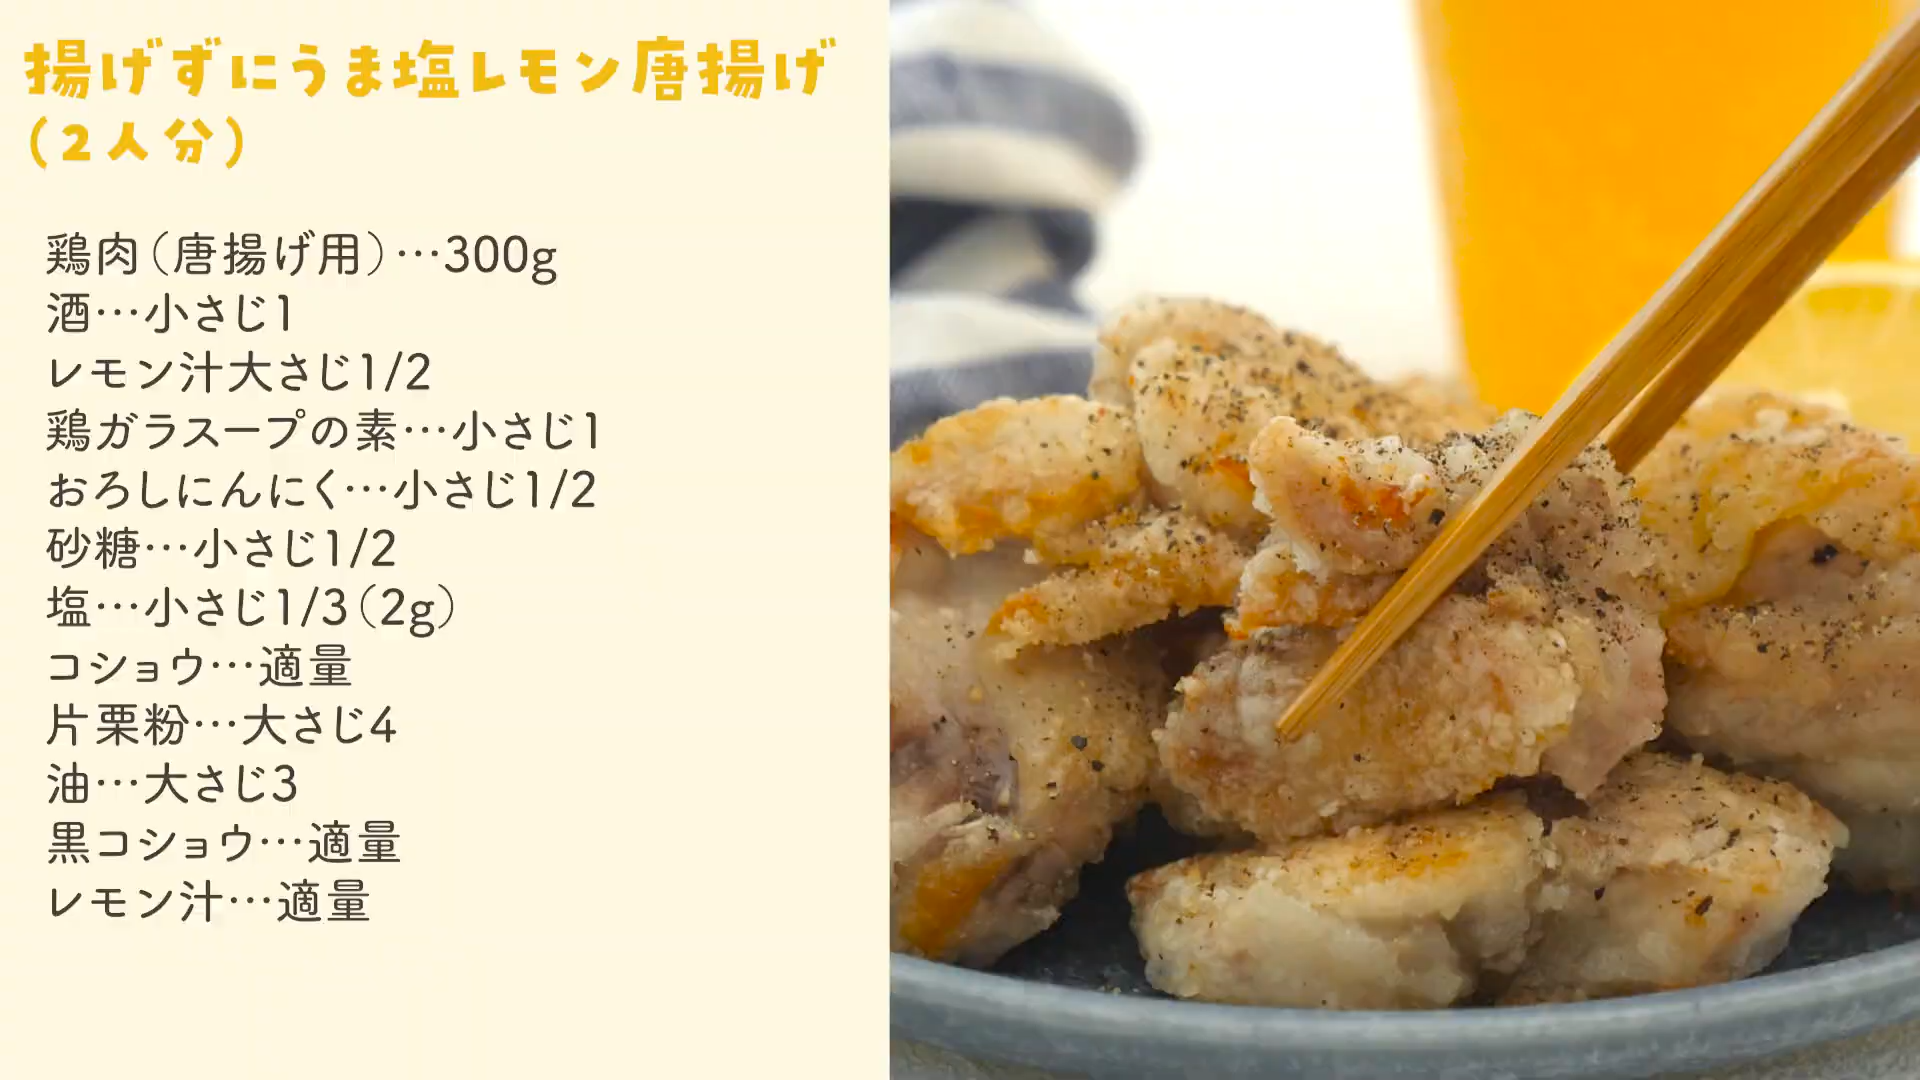 揚げずにうま塩レモン唐揚げ
(2人分)
鶏肉（唐揚げ用）…300g
酒…小さじ1
レモン汁大さじ1/2
鶏ガラスープの素…小さじ1
おろしにんにく…小さじ1/2
砂糖…小さじ1/2
塩…小さじ1/3（2g）
コショウ…適量
片栗粉…大さじ4
油…大さじ3
黒コショウ…適量
レモン汁…適量